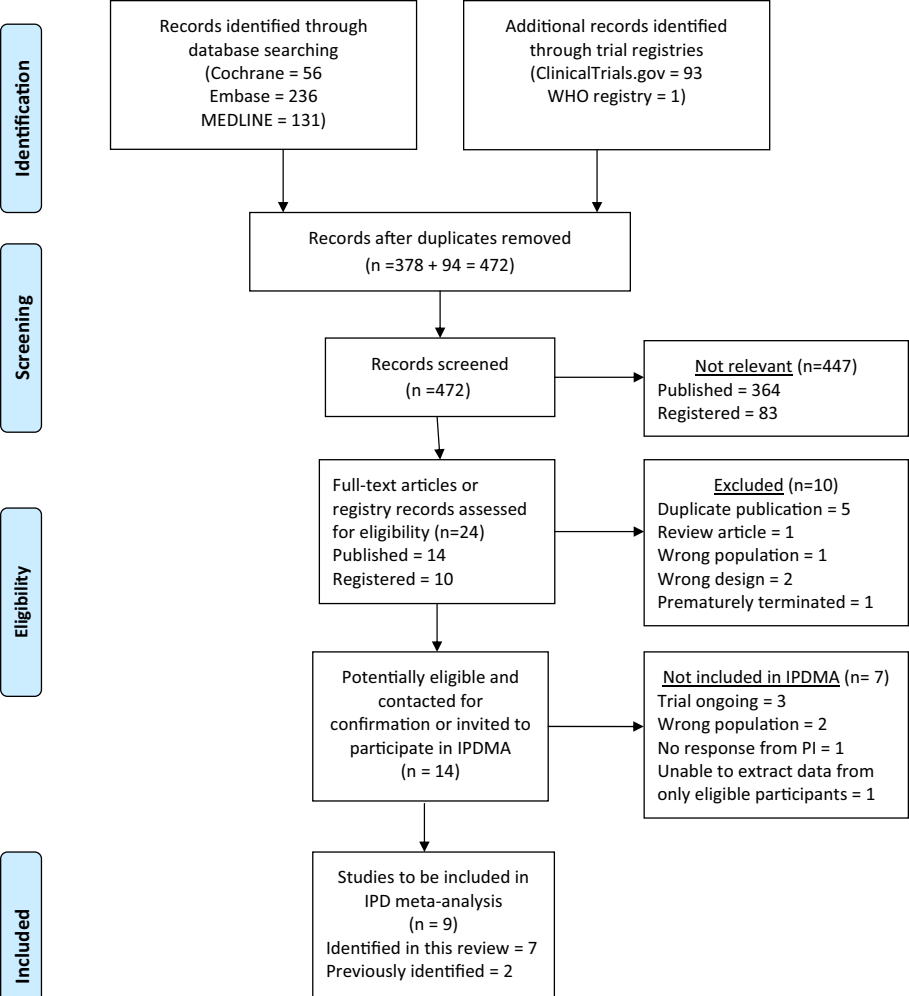 Identification
Records identified through
database searching
(Cochrane = 56
Embase = 236
MEDLINE = 131)
Additional records identified
through trial registries
(ClinicalTrials.gov = 93
WHO registry = 1)
Records after duplicates removed
(n =378 + 94 = 472)
Screening
Records screened
(n =472)
Not relevant (n=447)
Published = 364
Registered = 83
Eligibility
Full-text articles or
registry records assessed
for eligibility (n=24)
Published = 14
Registered = 10
Excluded (n=10)
Duplicate publication = 5
Review article = 1
Wrong population = 1
Wrong design = 2
Prematurely terminated = 1
Potentially eligible and
contacted for
confirmation or invited to
participate in IPDMA
(n = 14)
Not included in IPDMA (n= 7)
Trial ongoing = 3
Wrong population = 2
No response from PI = 1
Unable to extract data from
only eligible participants = 1
Included
Studies to be included in
IPD meta-analysis
(n = 9)
Identified in this review = 7
Previously identified = 2